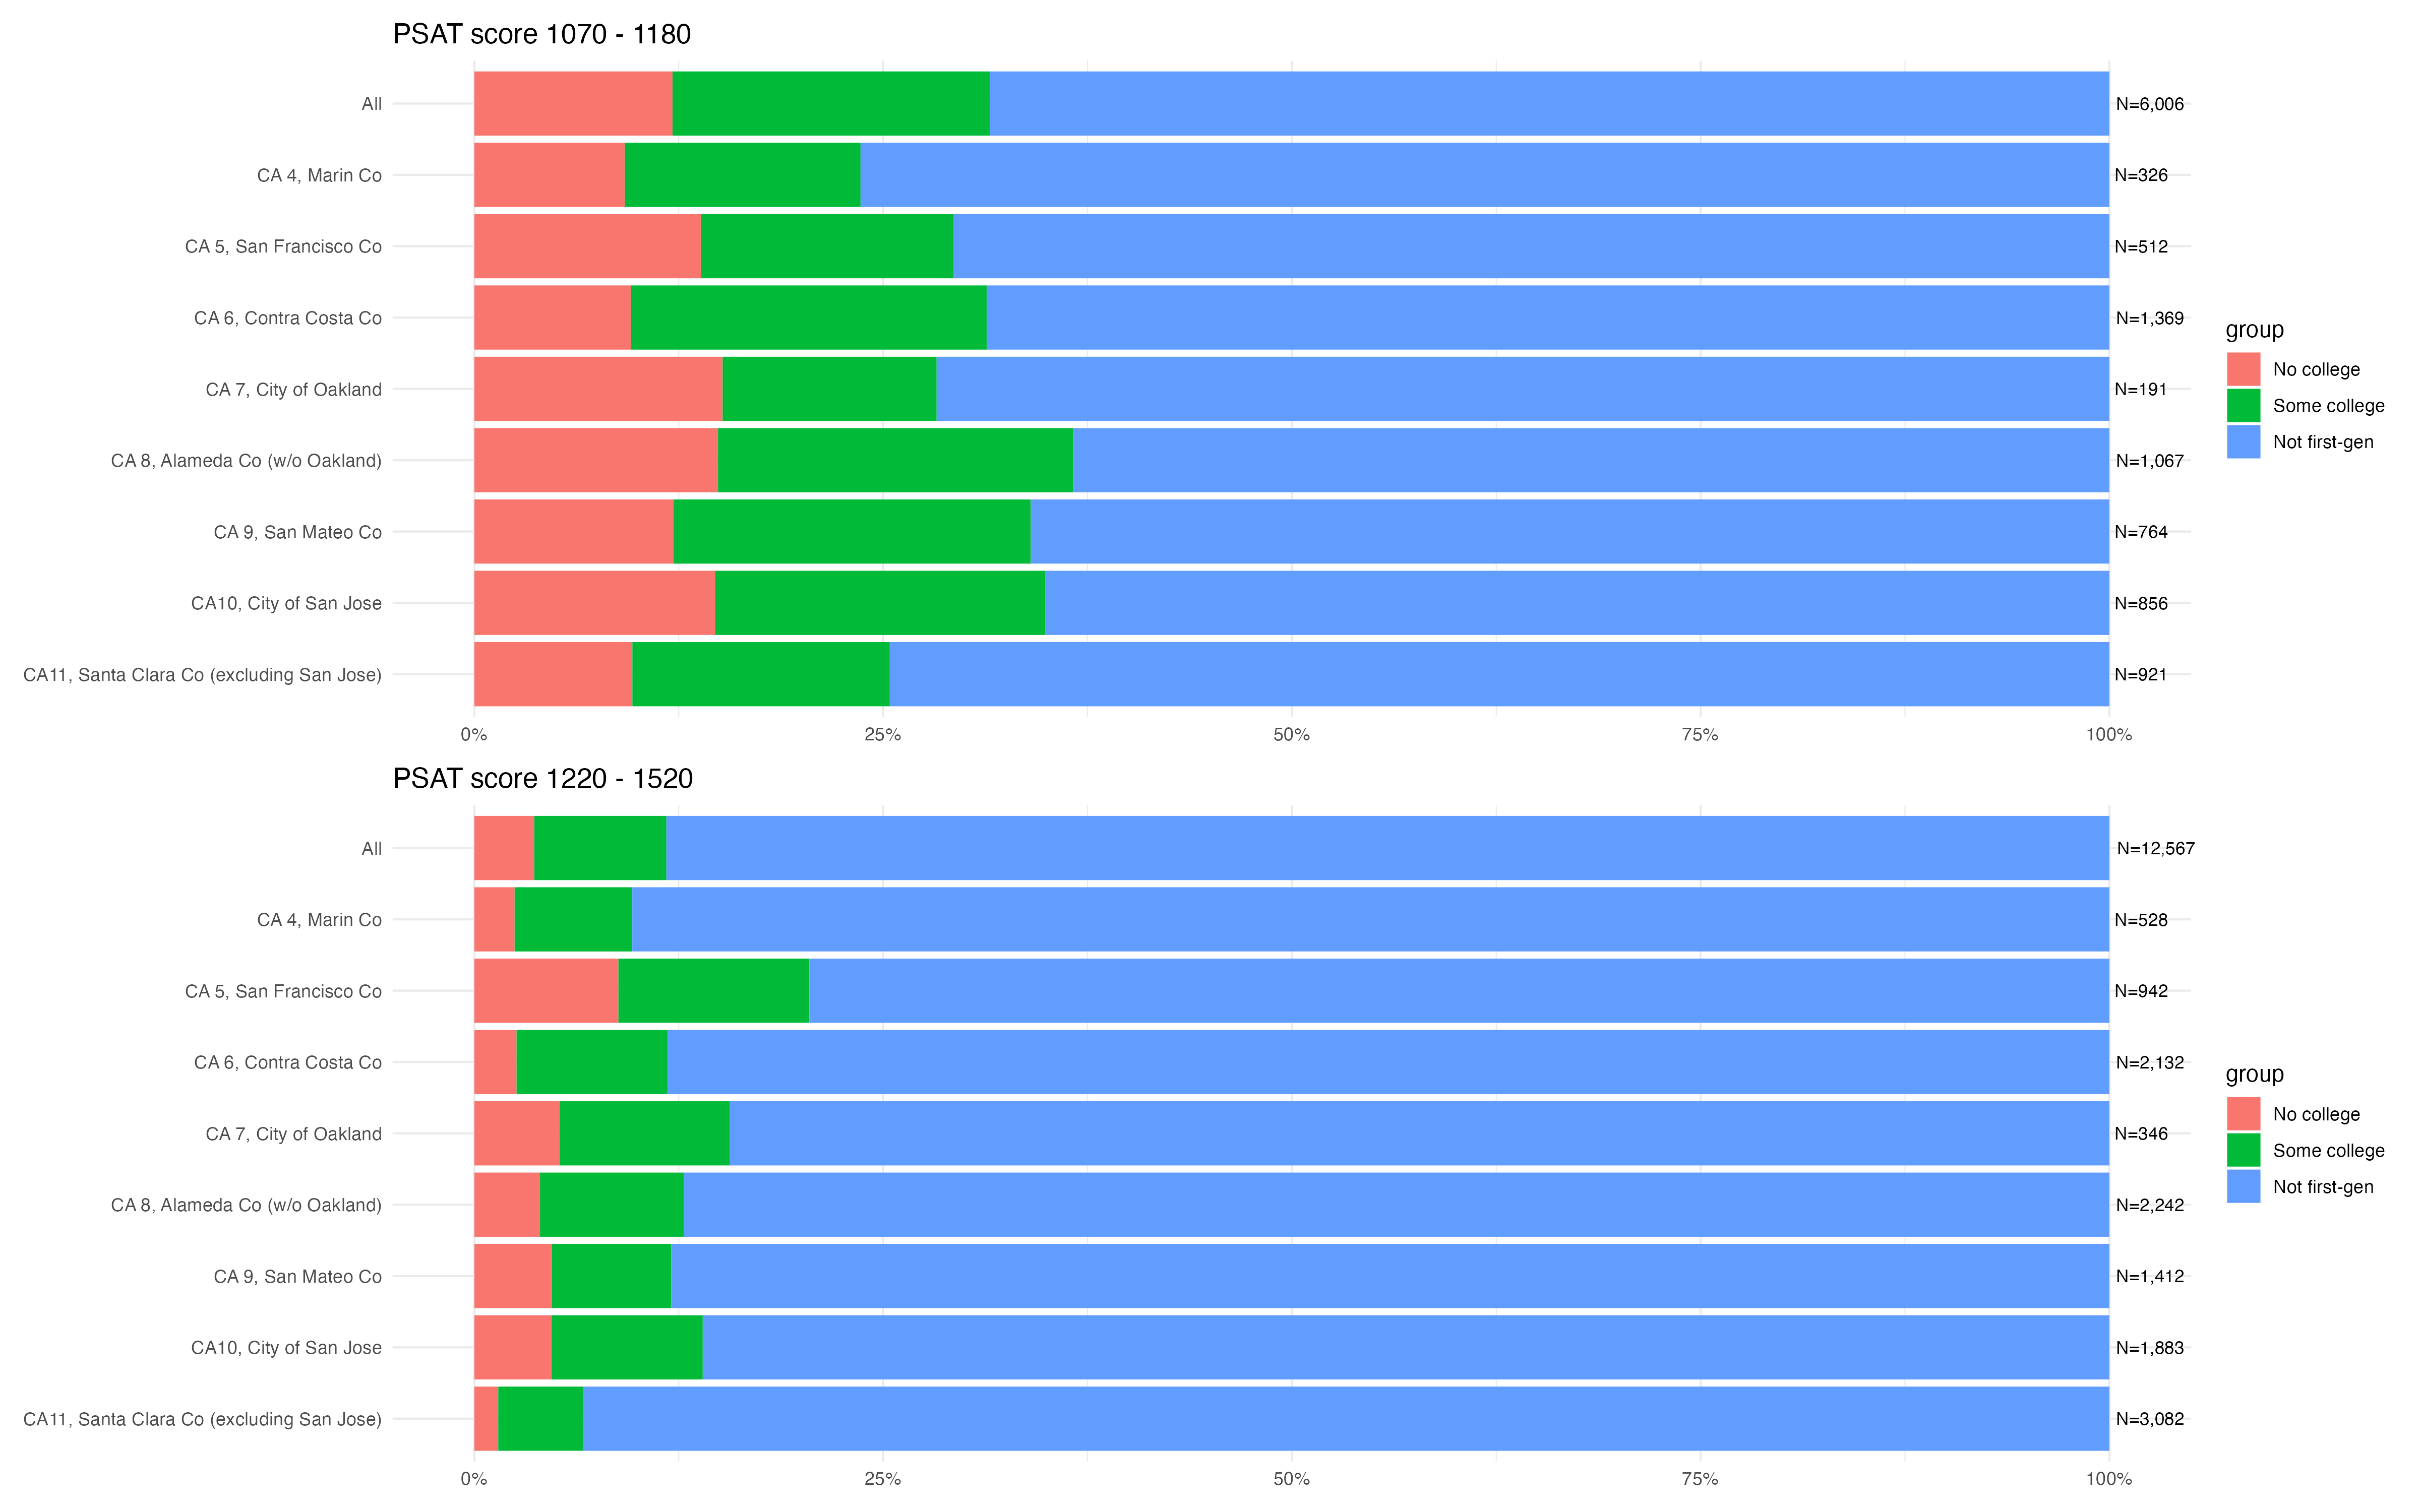 PSAT score 1070 - 1180
All
N=6,006
CA 4, Marin Co
N=326
CA 5, San Francisco Co
N=512
CA 6, Contra Costa Co
N=1,369
CA 7, City of Oakland
N=191
CA 8, Alameda Co (w/o Oakland)
N=1,067
CA 9, San Mateo Co
N=764
CA10, City of San Jose
N=856
CA11, Santa Clara Co (excluding San Jose)
N=921
0% 25% 50% 75% 100%
group
No college
Some college
Not first-gen
PSAT score 1220 - 1520
All
N=12,567
CA 4, Marin Co
N=528
CA 5, San Francisco Co
N=942
CA 6, Contra Costa Co
N=2,132
CA 7, City of Oakland
N=346
CA 8, Alameda Co (w/o Oakland)
N=2,242
CA 9, San Mateo Co
N=1,412
CA10, City of San Jose
N=1,883
CA11, Santa Clara Co (excluding San Jose)
N=3,082
0% 25% 50% 75% 100%
group
No college
Some college
Not first-gen